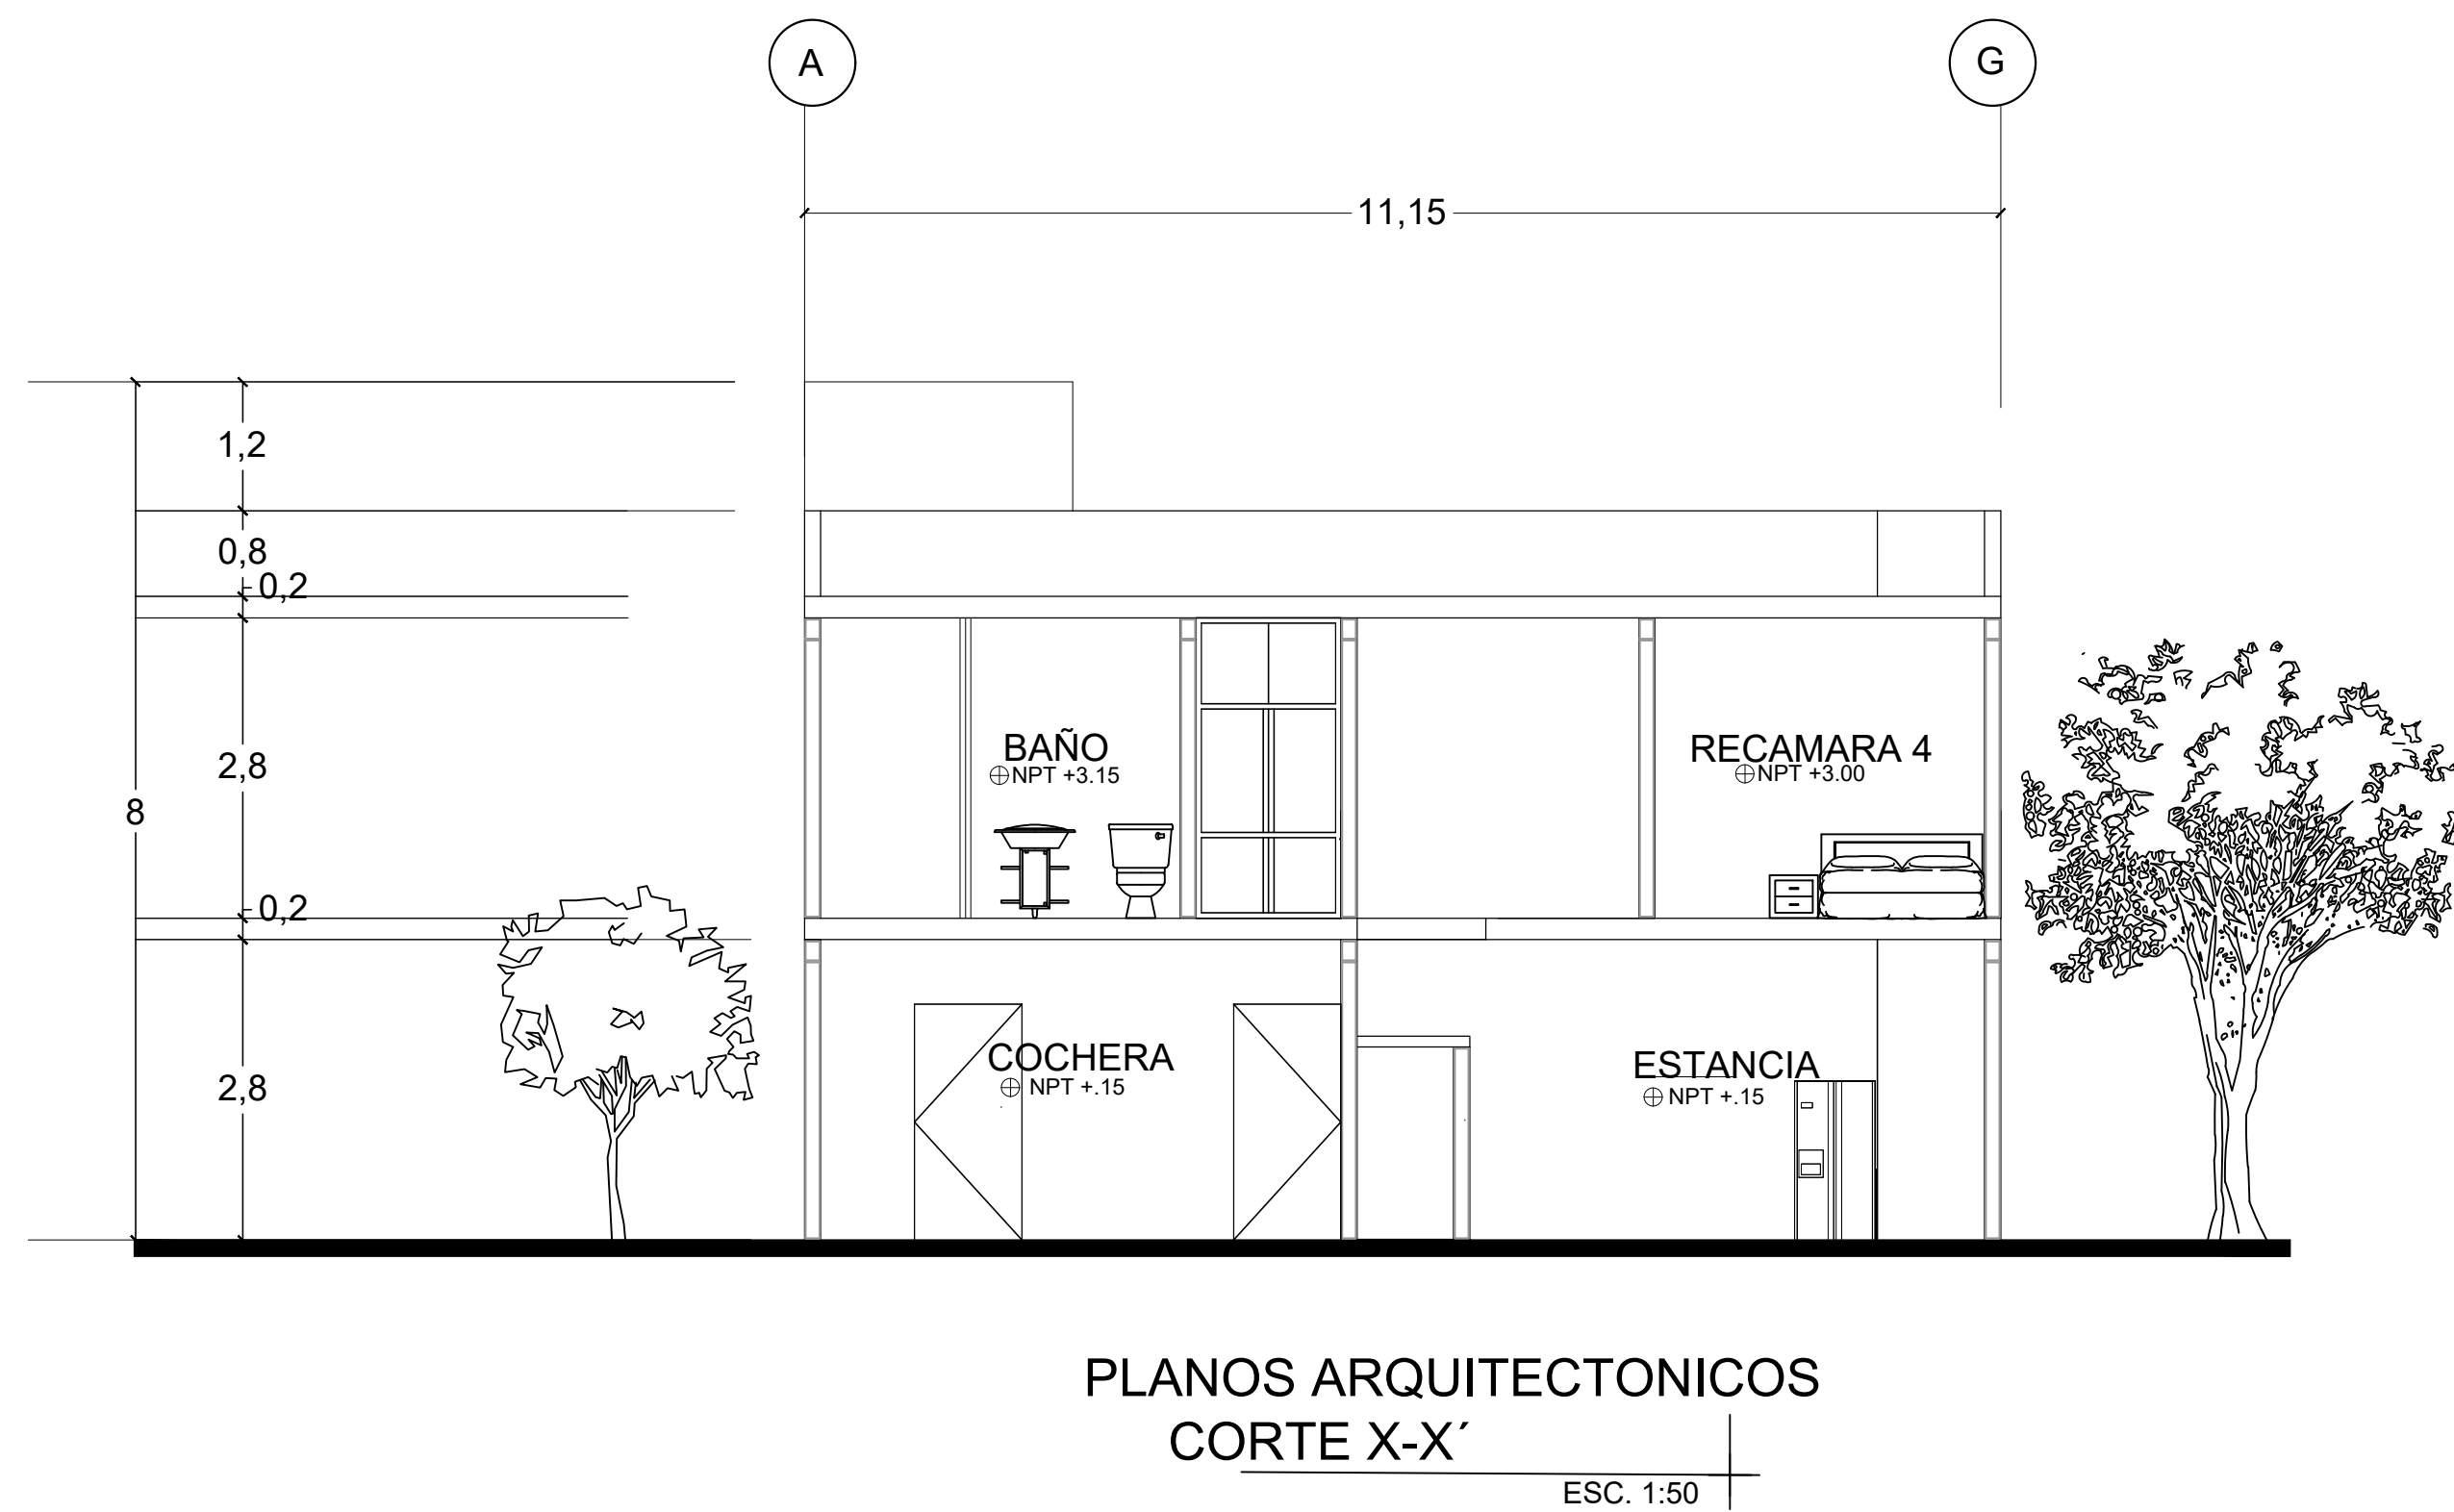 A
G
11,15
1,2
0,8
0,2
2,8
8
0,2
2,8
BAÑO
NPT +3.15
RECAMARA 4
NPT +3.00
COCHERA
NPT +.15
ESTANCIA
NPT +.15
PLANOS ARQUITECTONICOS
CORTE X-X´
ESC. 1:50